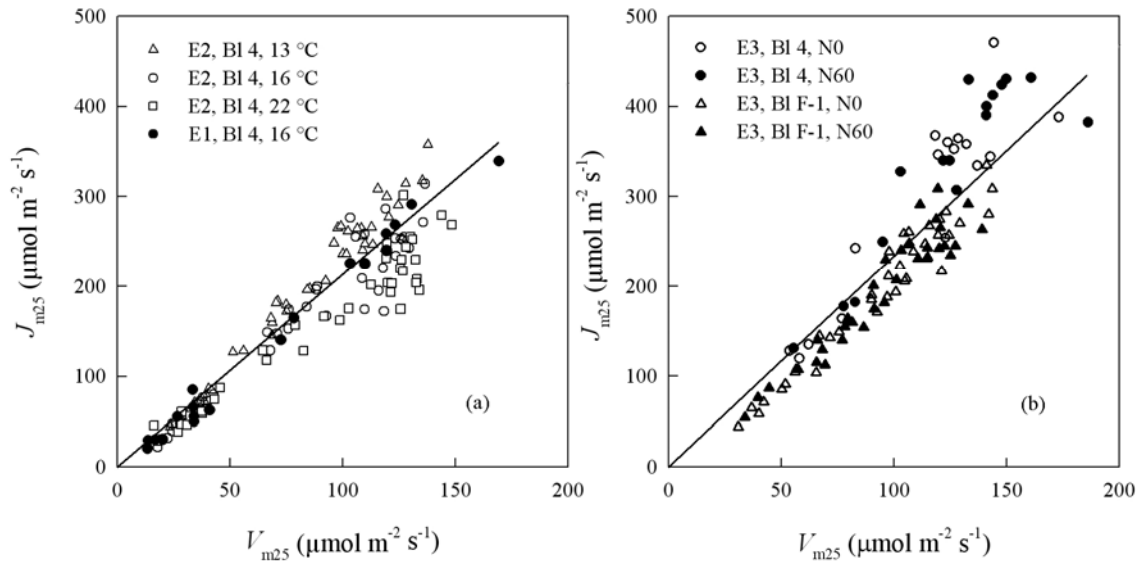 500
400
300
200
100
0
J m25 (µmol m-2 s-1)
E2, Bl 4, 13 °C
E2, Bl 4, 16 °C
E2, Bl 4, 22 °C
E1, Bl 4, 16 °C
(a)
0 50 100 150 200
V m25 (µmol m-2 s-1)
500
400
300
200
100
0
J m25 (µmol m-2 s-1)
E3, Bl 4, N0
E3, Bl 4, N60
E3, Bl F-1, N0
E3, Bl F-1, N60
(b)
0 50 100 150 200
V m25 (µmol m-2 s-1)